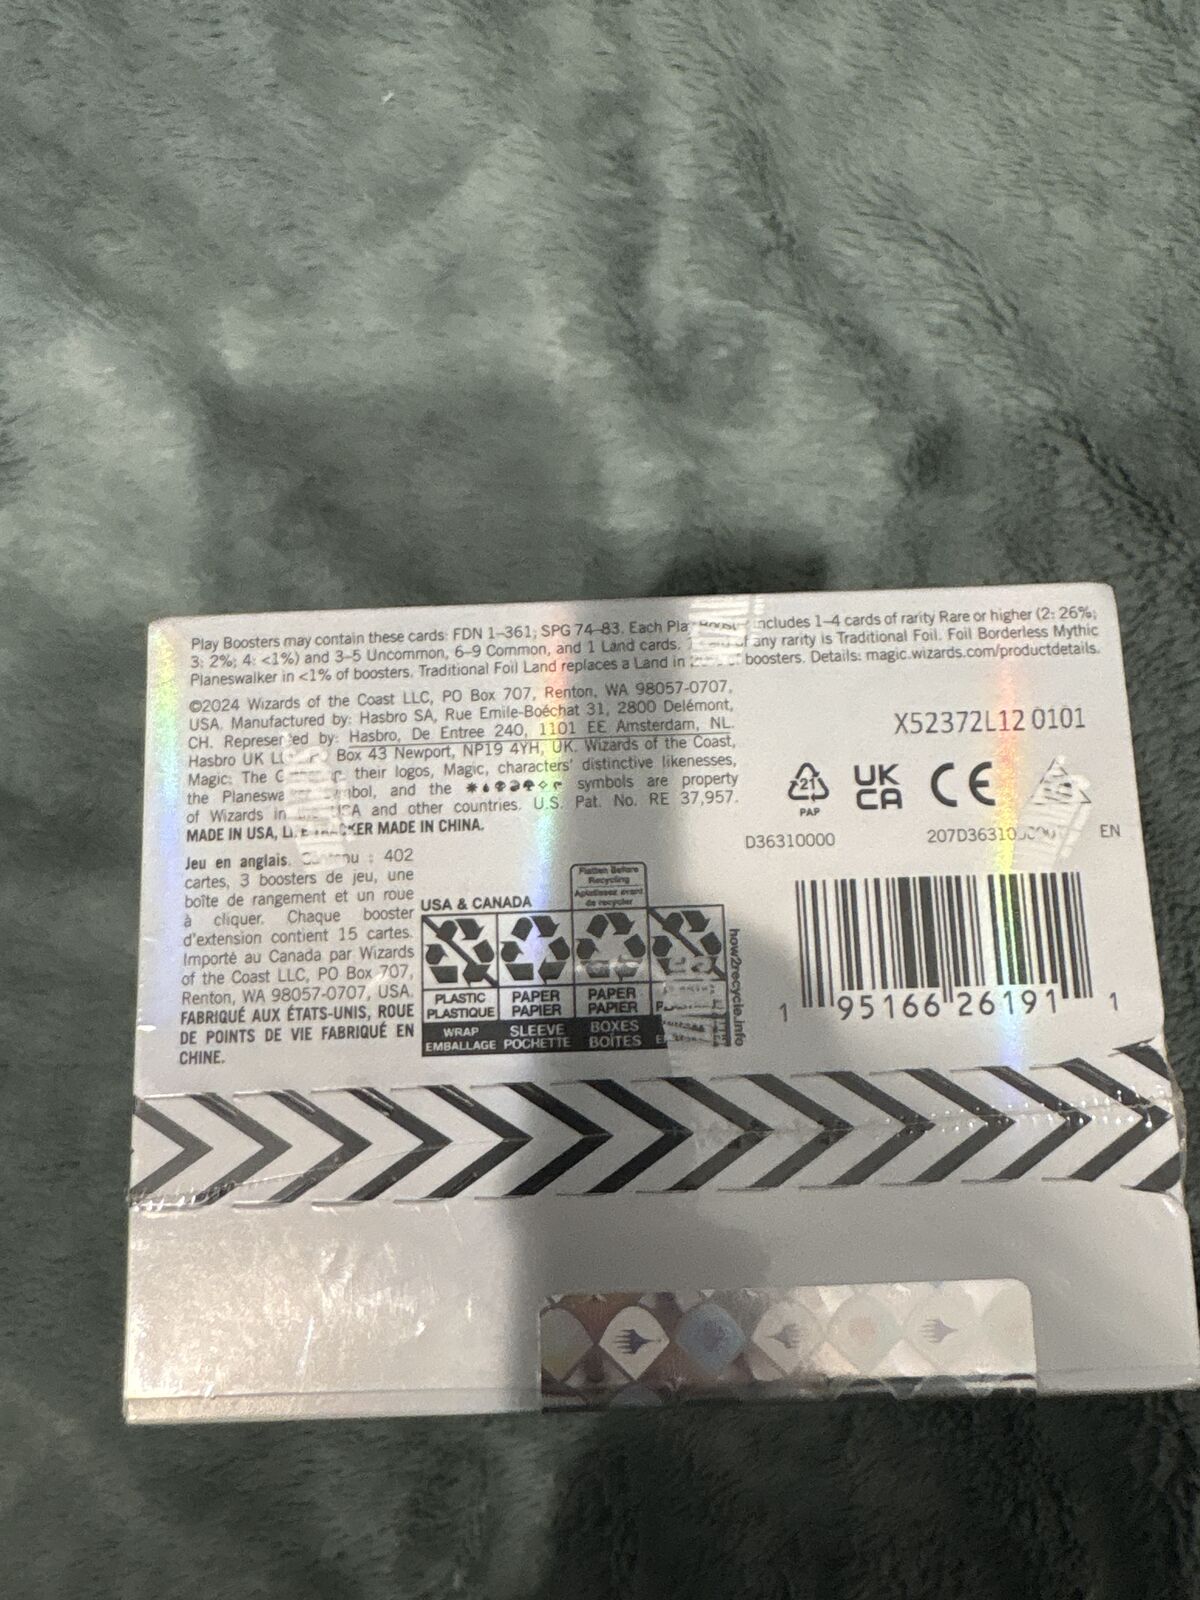 Play Boosters may contain these cards: FDN 1–361; SPG 74–83. Each includes 1–4 cards of rarity Rare or higher (2: 26%;
3: 2%; 4: <1%) and 3–5 Uncommon, 6–9 Common, and 1 Land cards. any rarity is Traditional Foil. Foil Borderless Mythic
Planeswalker in <1% of boosters. Traditional Foil Land replaces a Land in boosters. Details: magic.wizards.com/productdetails.
©2024 Wizards of the Coast LLC, PO Box 707, Renton, WA 98057-0707,
USA. Manufactured by: Hasbro SA, Rue Emile-Boéchat 31, 2800 Delémont,
CH. Represented by: Hasbro, De Entree 240, 1101 EE Amsterdam, NL.
Hasbro UK Box 43 Newport, NP19 4YH, UK. Wizards of the Coast,
Magic: The their logos, Magic, characters' distinctive likenesses,
the Planeswalker symbol, and the symbols are property
of Wizards in USA and other countries. U.S. Pat. No. RE 37,957.
MADE IN USA, LIFE TRACKER MADE IN CHINA.
Jeu en anglais. Contenu : 402
cartes, 3 boosters de jeu, une
boîte de rangement et un roue
à cliquer. Chaque booster
d'extension contient 15 cartes.
Importé au Canada par Wizards
of the Coast LLC, PO Box 707,
Renton, WA 98057-0707, USA.
FABRIQUÉ AUX ÉTATS-UNIS, ROUE
DE POINTS DE VIE FABRIQUÉ EN
CHINE.
Flatten Before
Recycling
Aplatissez avant
de recycler
USA & CANADA
PLASTIC
PLASTIQUE
WRAP
EMBALLAGE
PAPER
PAPIER
SLEEVE
POCHETTE
PAPER
PAPIER
BOXES
BOÎTES
how2recycle.info
X52372L12 0101
21
PAP
UK
CA
CE
D36310000
EN
1 95166 26191 1